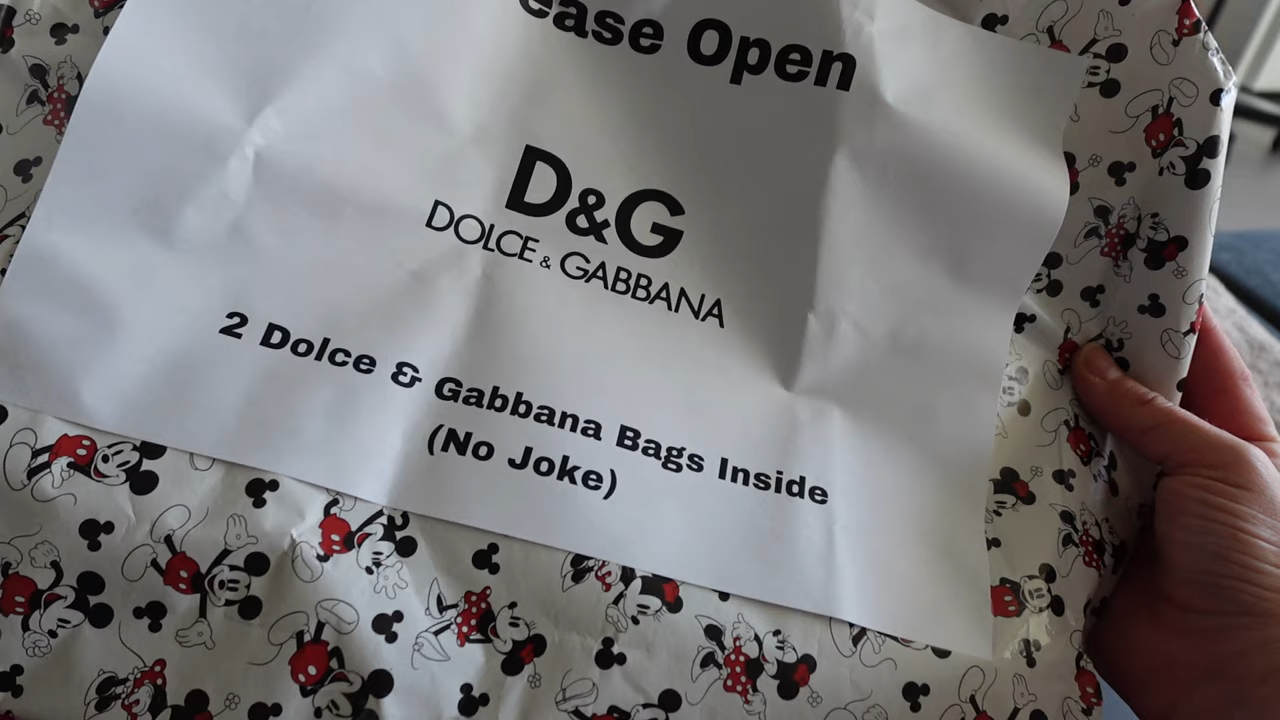 ease Open
D&G
DOLCE & GABBANA
2 Dolce & Gabbana Bags Inside
(No Joke)